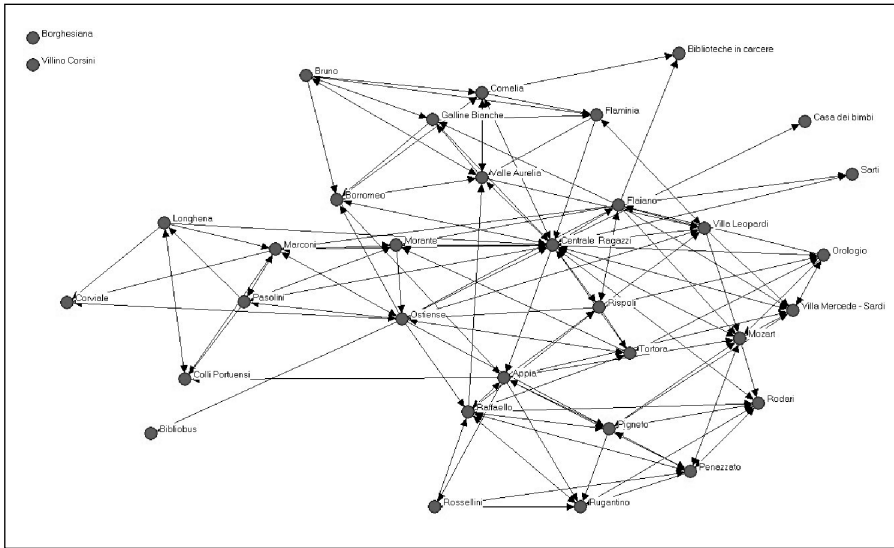 Borghesiana
Villino Corsini
Biblioteche in carcere
Bruno
Cornelia
Galline Bianche
Flaminia
Casa dei bimbi
Valle Aurelia
Sarti
Borromeo
Flaiano
Longhena
Villa Leopardi
Marconi
Morante
Centrale Ragazzi
Orologio
Corviale
Pasolini
Rispoli
Ostiense
Villa Mercede - Sardi
Mozart
Tortora
Colli Portuensi
Appia
Raffaello
Rodari
Bibliobus
Pigneto
Penazzato
Rossellini
Rugantino